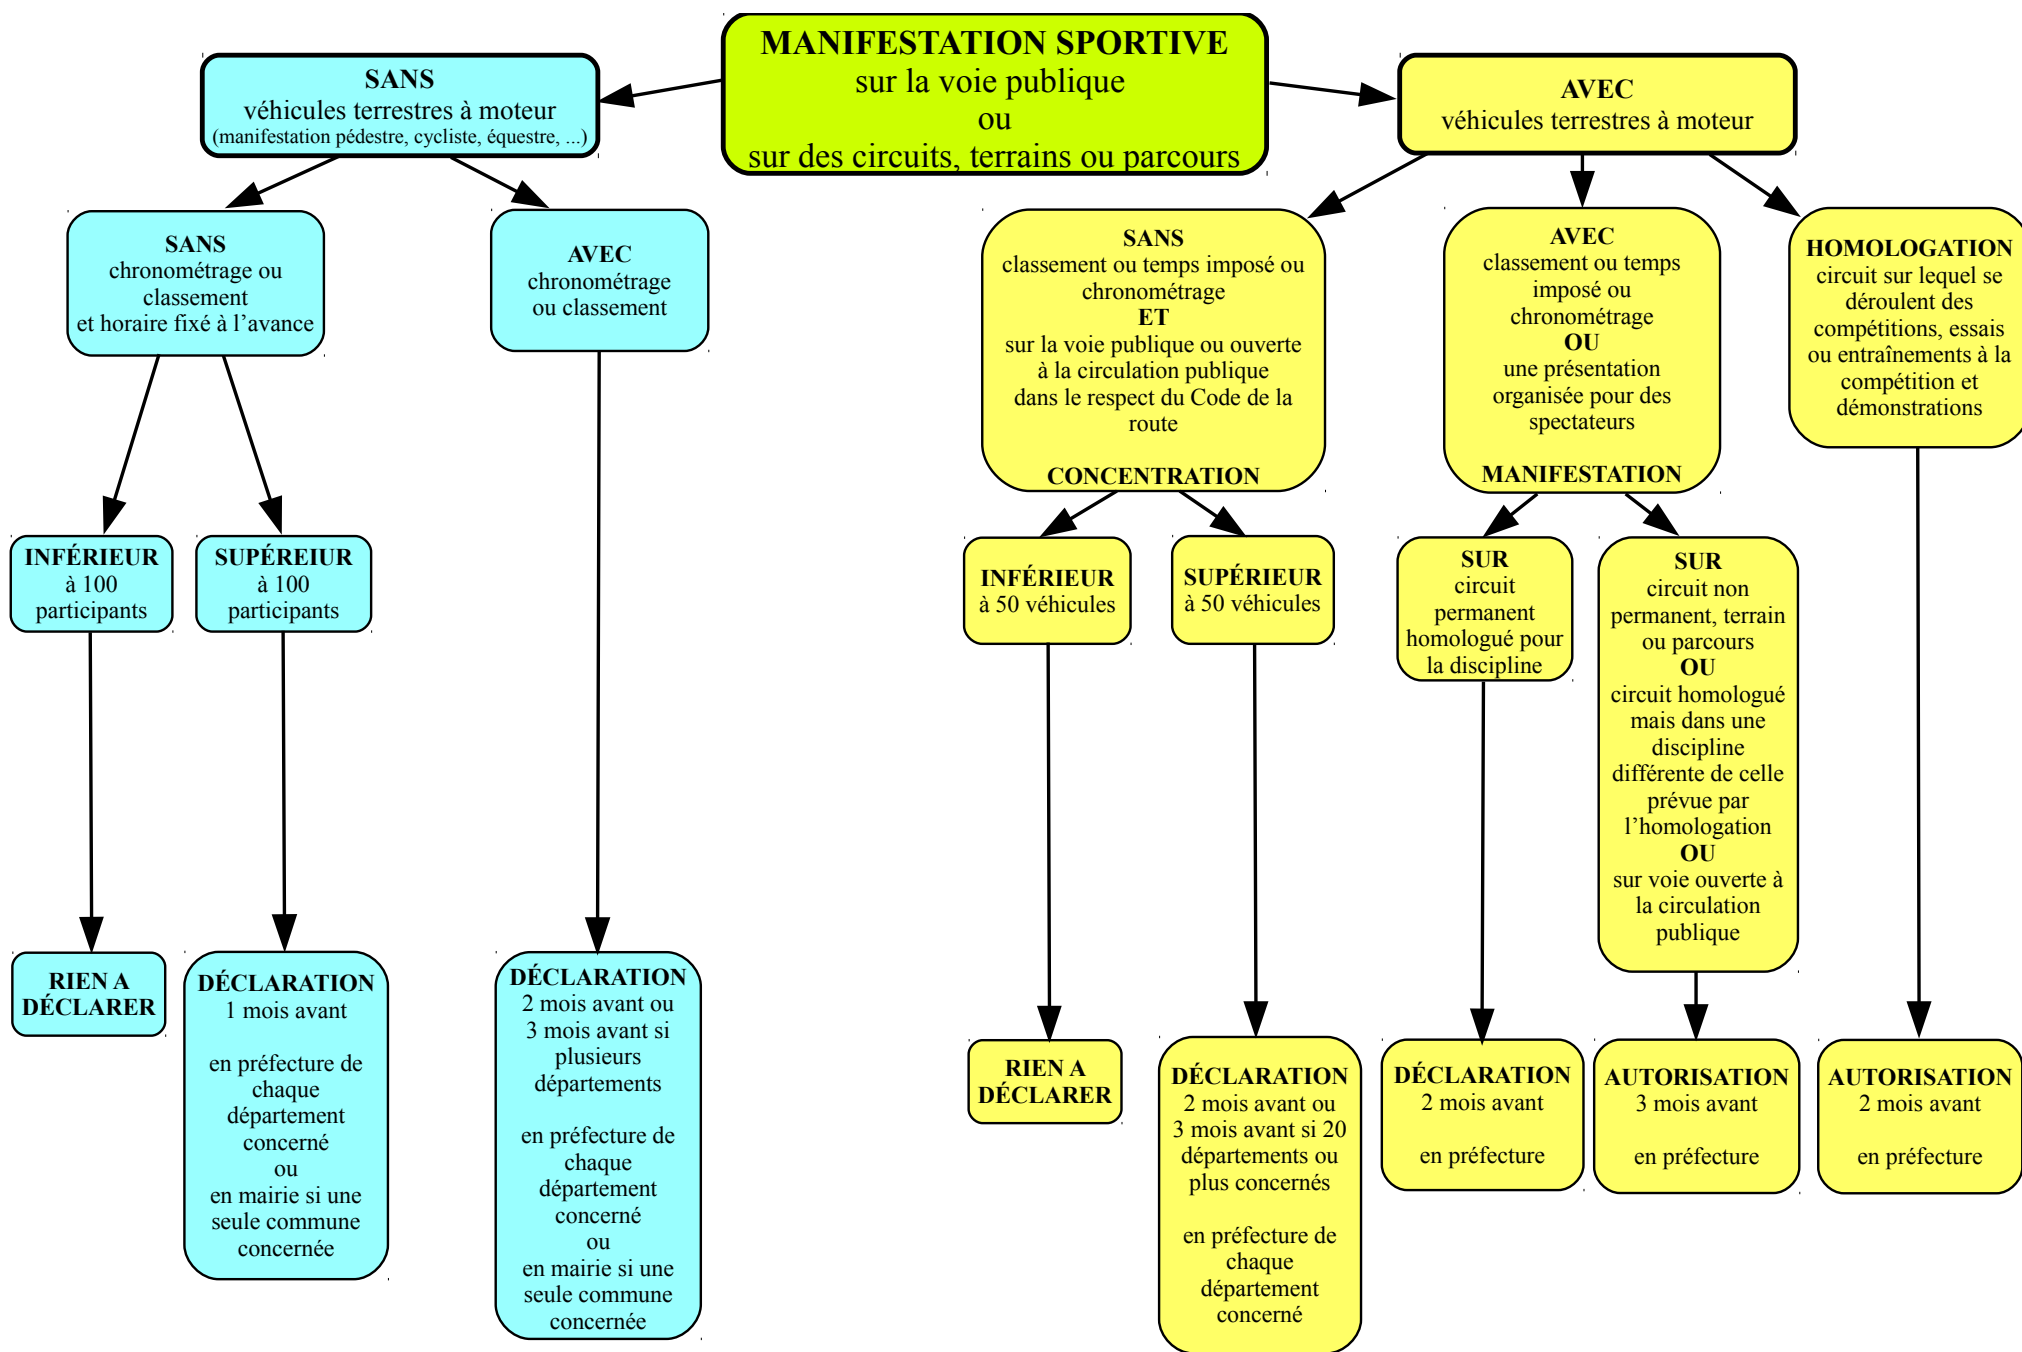 MANIFESTATION SPORTIVE
sur la voie publique
ou
sur des circuits, terrains ou parcours
SANS
véhicules terrestres à moteur
(manifestation pédestre, cycliste, équestre, ...)
AVEC
véhicules terrestres à moteur
SANS
chronométrage ou
classement
et horaire fixé à l’avance
AVEC
chronométrage
ou classement
SANS
classement ou temps imposé ou
chronométrage
ET
sur la voie publique ou ouverte
à la circulation publique
dans le respect du Code de la
route
CONCENTRATION
AVEC
classement ou temps
imposé ou
chronométrage
OU
une présentation
organisée pour des
spectateurs
MANIFESTATION
HOMOLOGATION
circuit sur lequel se
déroulent des
compétitions, essais
ou entraînements à la
compétition et
démonstrations
INFÉRIEUR
à 100
participants
SUPÉREIUR
à 100
participants
INFÉRIEUR
à 50 véhicules
SUPÉRIEUR
à 50 véhicules
SUR
circuit
permanent
homologué pour
la discipline
SUR
circuit non
permanent, terrain
ou parcours
OU
circuit homologué
mais dans une
discipline
différente de celle
prévue par
l’homologation
OU
sur voie ouverte à
la circulation
publique
RIEN A
DÉCLARER
DÉCLARATION
1 mois avant
en préfecture de
chaque
département
concerné
ou
en mairie si une
seule commune
concernée
DÉCLARATION
2 mois avant ou
3 mois avant si
plusieurs
départements
en préfecture de
chaque
département
concerné
ou
en mairie si une
seule commune
concernée
RIEN A
DÉCLARER
DÉCLARATION
2 mois avant ou
3 mois avant si 20
départements ou
plus concernés
en préfecture de
chaque
département
concerné
DÉCLARATION
2 mois avant
en préfecture
AUTORISATION
3 mois avant
en préfecture
AUTORISATION
2 mois avant
en préfecture